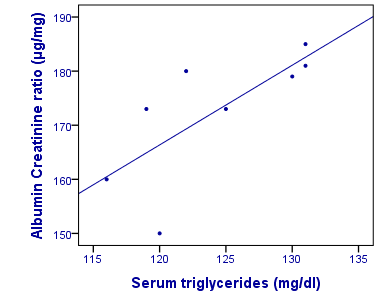 Albumin Creatinine ratio (µg/mg)
190
180
170
160
150
115 120 125 130 135
Serum triglycerides (mg/dl)